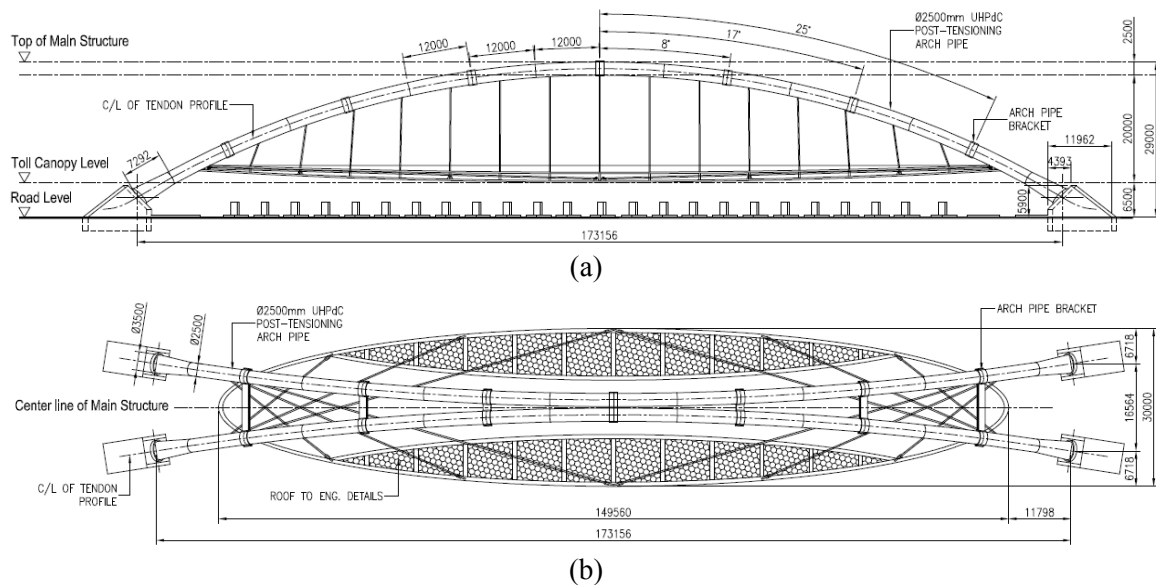 Top of Main Structure
Toll Canopy Level
Road Level
C/L OF TENDON PROFILE
7292
12000
12000
12000
8°
17°
25°
Ø2500mm UHPdC
POST-TENSIONING
ARCH PIPE
ARCH PIPE
BRACKET
11962
4393
5900
6500
20000
2500
29000
173156
(a)
Ø3500
Ø2500
Ø2500mm UHPdC
POST-TENSIONING
ARCH PIPE
ARCH PIPE BRACKET
Center line of Main Structure
C/L OF TENDON
PROFILE
ROOF TO ENG. DETAILS
6718
16564
6718
30000
149560
11798
173156
(b)